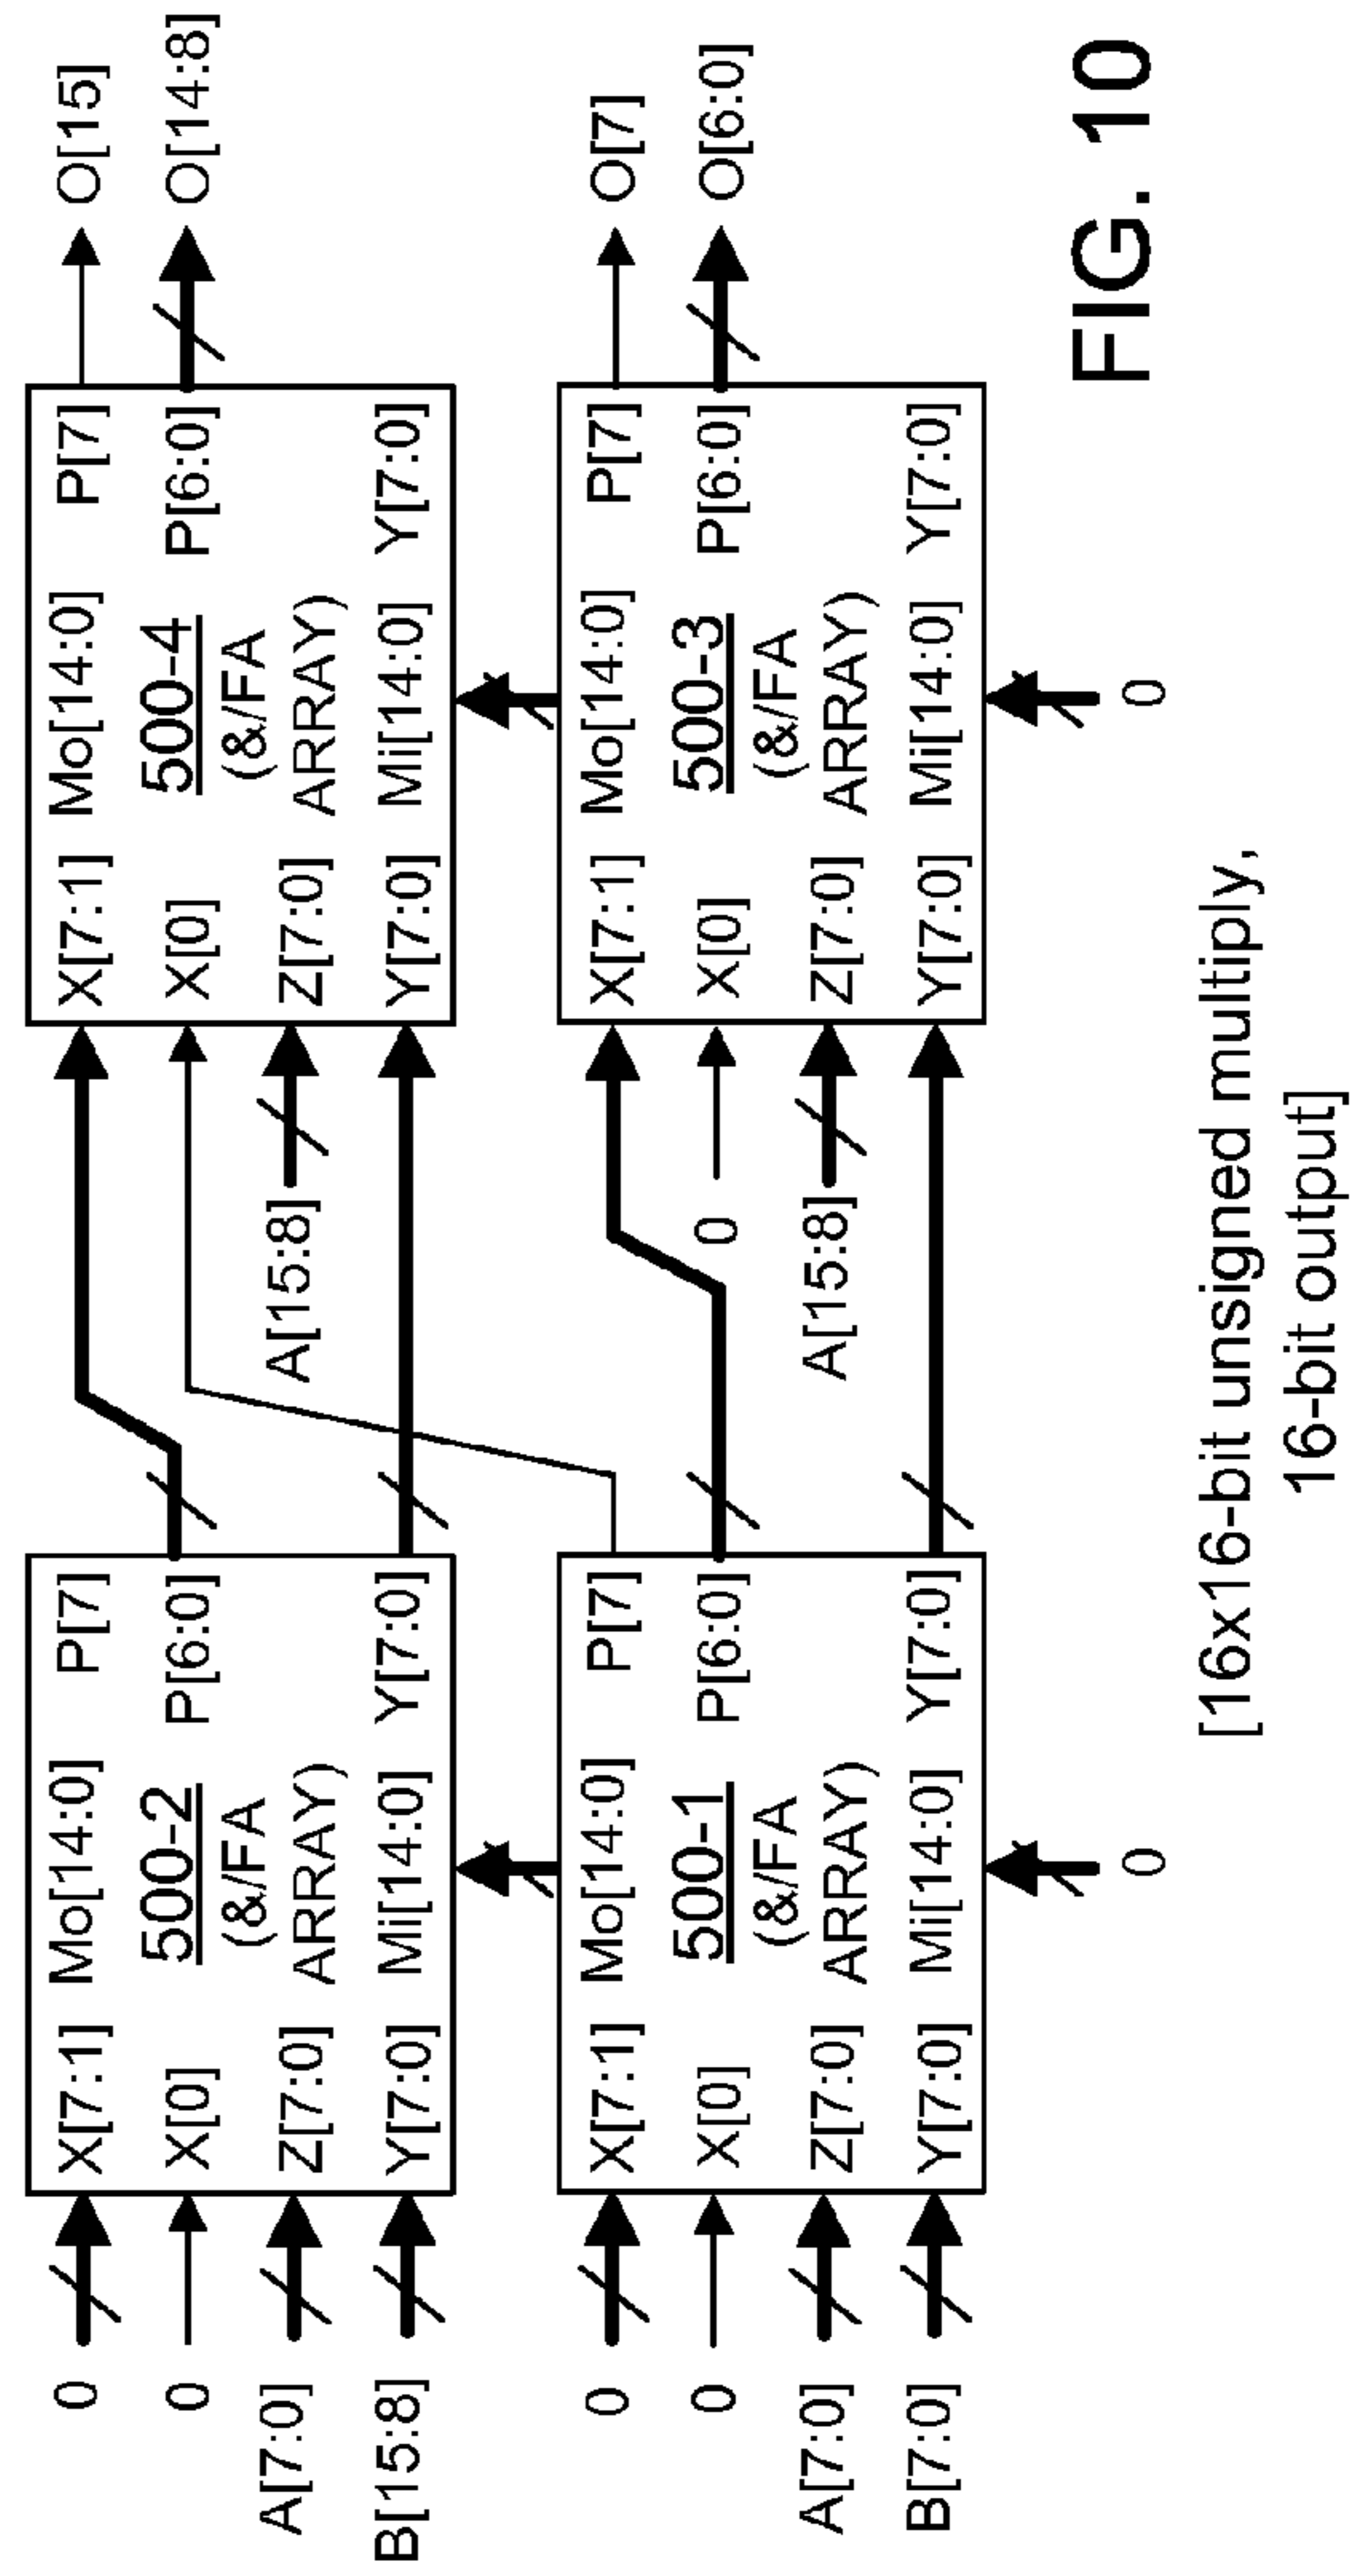 0
0
A[7:0]
B[15:8]
X[7:1] Mo[14:0] P[7]
X[0] 500-2 P[6:0]
(&/FA
Z[7:0] ARRAY)
Y[7:0] Mi[14:0] Y[7:0]
A[15:8]
X[7:1] Mo[14:0] P[7]
X[0] 500-4 P[6:0]
(&/FA
Z[7:0] ARRAY)
Y[7:0] Mi[14:0] Y[7:0]
O[15]
O[14:8]
0
0
A[7:0]
B[7:0]
X[7:1] Mo[14:0] P[7]
X[0] 500-1 P[6:0]
(&/FA
Z[7:0] ARRAY)
Y[7:0] Mi[14:0] Y[7:0]
0
0
A[15:8]
X[7:1] Mo[14:0] P[7]
X[0] 500-3 P[6:0]
(&/FA
Z[7:0] ARRAY)
Y[7:0] Mi[14:0] Y[7:0]
0
O[7]
O[6:0]
[16x16-bit unsigned multiply,
16-bit output]
FIG. 10